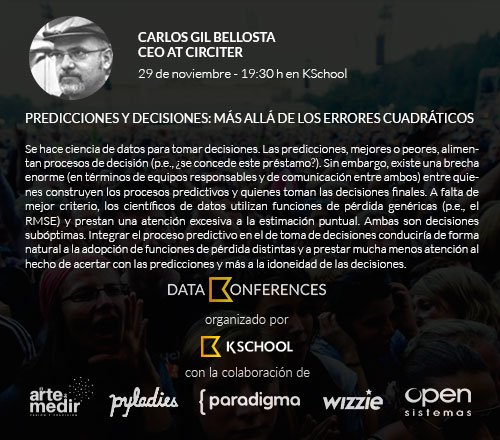 CARLOS GIL BELLOSTA
CEO AT CIRCITER
29 de noviembre - 19:30 h en KSchool
PREDICCIONES Y DECISIONES: MÁS ALLÁ DE LOS ERRORES CUADRÁTICOS
Se hace ciencia de datos para tomar decisiones. Las predicciones, mejores o peores, alimen-
tan procesos de decisión (p.e., ¿se concede este préstamo?). Sin embargo, existe una brecha
enorme (en términos de equipos responsables y de comunicación entre ambos) entre quie-
nes construyen los procesos predictivos y quienes toman las decisiones finales. A falta de
mejor criterio, los científicos de datos utilizan funciones de pérdida genéricas (p.e., el
RMSE) y prestan una atención excesiva a la estimación puntual. Ambas son decisiones
subóptimas. Integrar el proceso predictivo en el de toma de decisiones conduciría de forma
natural a la adopción de funciones de pérdida distintas y a prestar mucha menos atención al
hecho de acertar con las predicciones y más a la idoneidad de las decisiones.
DATA KONFERENCES
organizado por
KSCHOOL
con la colaboración de
el arte de medir
pyladies
{paradigma
wizzie
open sistemas